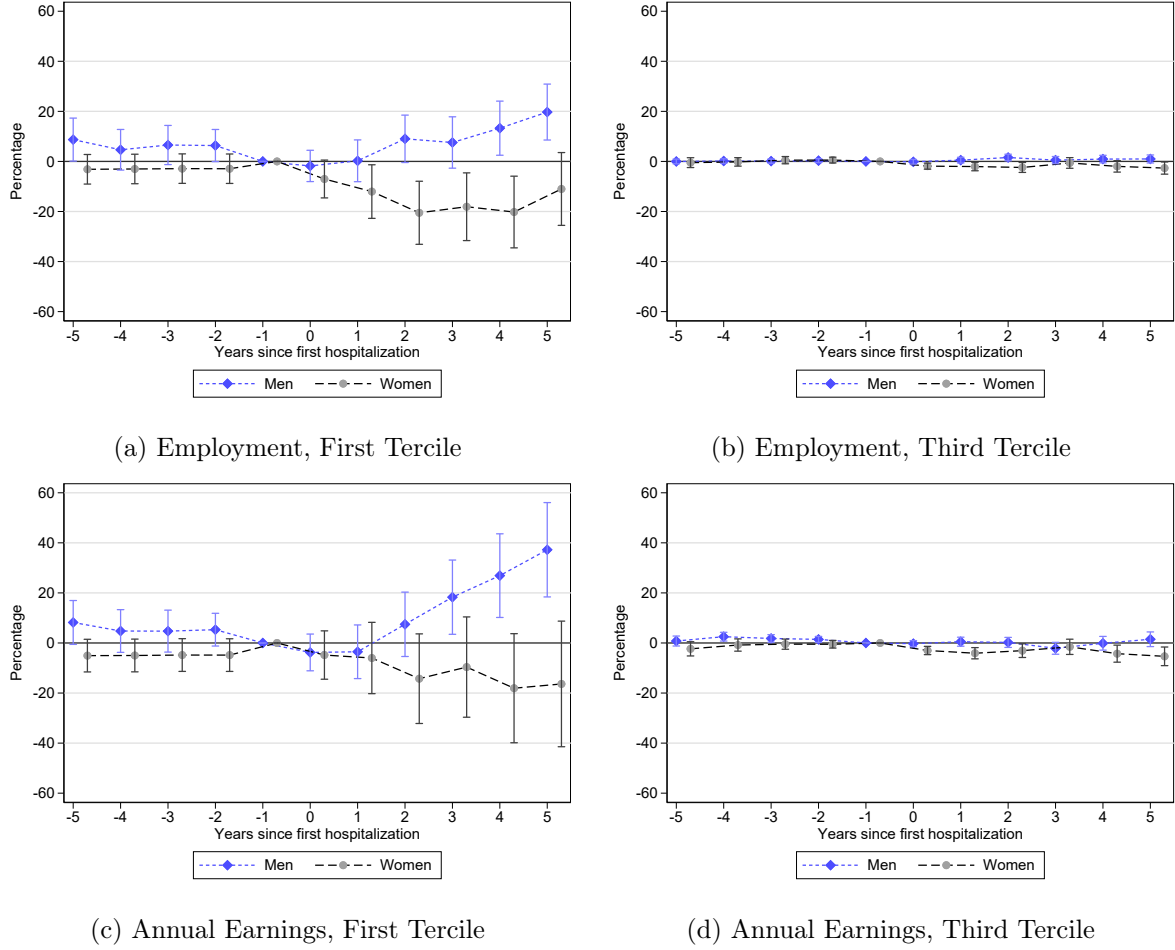 60
40
20
0
-20
-40
-60
Percentage
-5 -4 -3 -2 -1 0 1 2 3 4 5
Years since first hospitalization
Men Women
(a) Employment, First Tercile
60
40
20
0
-20
-40
-60
Percentage
-5 -4 -3 -2 -1 0 1 2 3 4 5
Years since first hospitalization
Men Women
(b) Employment, Third Tercile
60
40
20
0
-20
-40
-60
Percentage
-5 -4 -3 -2 -1 0 1 2 3 4 5
Years since first hospitalization
Men Women
(c) Annual Earnings, First Tercile
60
40
20
0
-20
-40
-60
Percentage
-5 -4 -3 -2 -1 0 1 2 3 4 5
Years since first hospitalization
Men Women
(d) Annual Earnings, Third Tercile